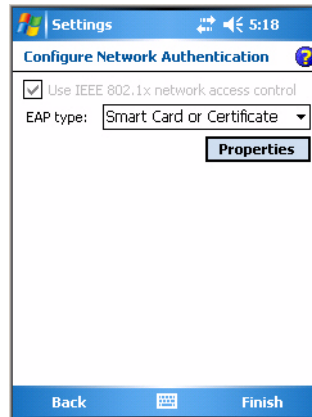 Settings 5:18
Configure Network Authentication
Use IEEE 802.1x network access control
EAP type: Smart Card or Certificate
Properties
Back Finish